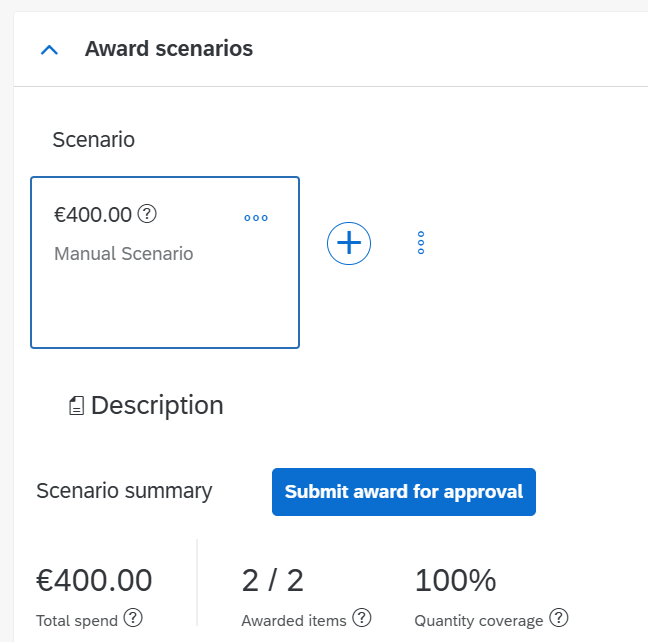 Award scenarios
Scenario
€400.00
Manual Scenario
Description
Scenario summary
Submit award for approval
€400.00
2 / 2
100%
Total spend
Awarded items
Quantity coverage